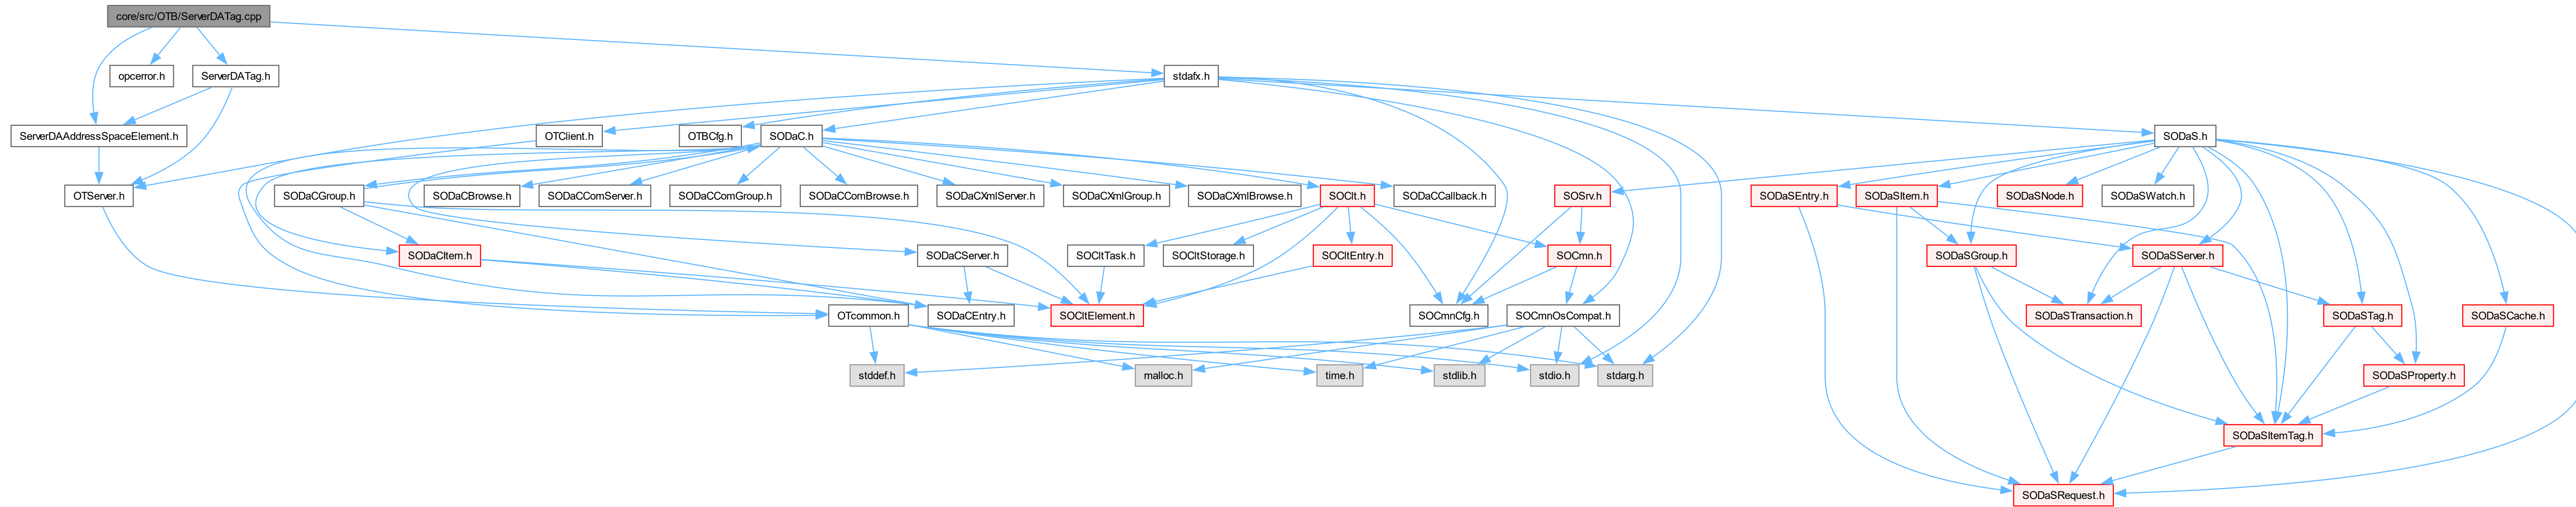 core/src/OTB/ServerDATag.cpp
opcerror.h
ServerDATag.h
stdafx.h
ServerDAAddressSpaceElement.h
OTClient.h
OTBCfg.h
SODaC.h
SODaS.h
OTServer.h
SODaCGroup.h
SODaCBrowse.h
SODaCComServer.h
SODaCComGroup.h
SODaCComBrowse.h
SODaCXmlServer.h
SODaCXmlGroup.h
SODaCXmlBrowse.h
SOClt.h
SODaCCallback.h
SOSrv.h
SODaSEntry.h
SODaSItem.h
SODaSNode.h
SODaSWatch.h
SODaCItem.h
SODaCServer.h
SOCltTask.h
SOCltStorage.h
SOCltEntry.h
SOCmn.h
SODaSGroup.h
SODaSServer.h
OTcommon.h
SODaCEntry.h
SOCltElement.h
SOCmnCfg.h
SOCmnOsCompat.h
SODaSTransaction.h
SODaSTag.h
SODaSCache.h
stddef.h
malloc.h
time.h
stdlib.h
stdio.h
stdarg.h
SODaSProperty.h
SODaSItemTag.h
SODaSRequest.h